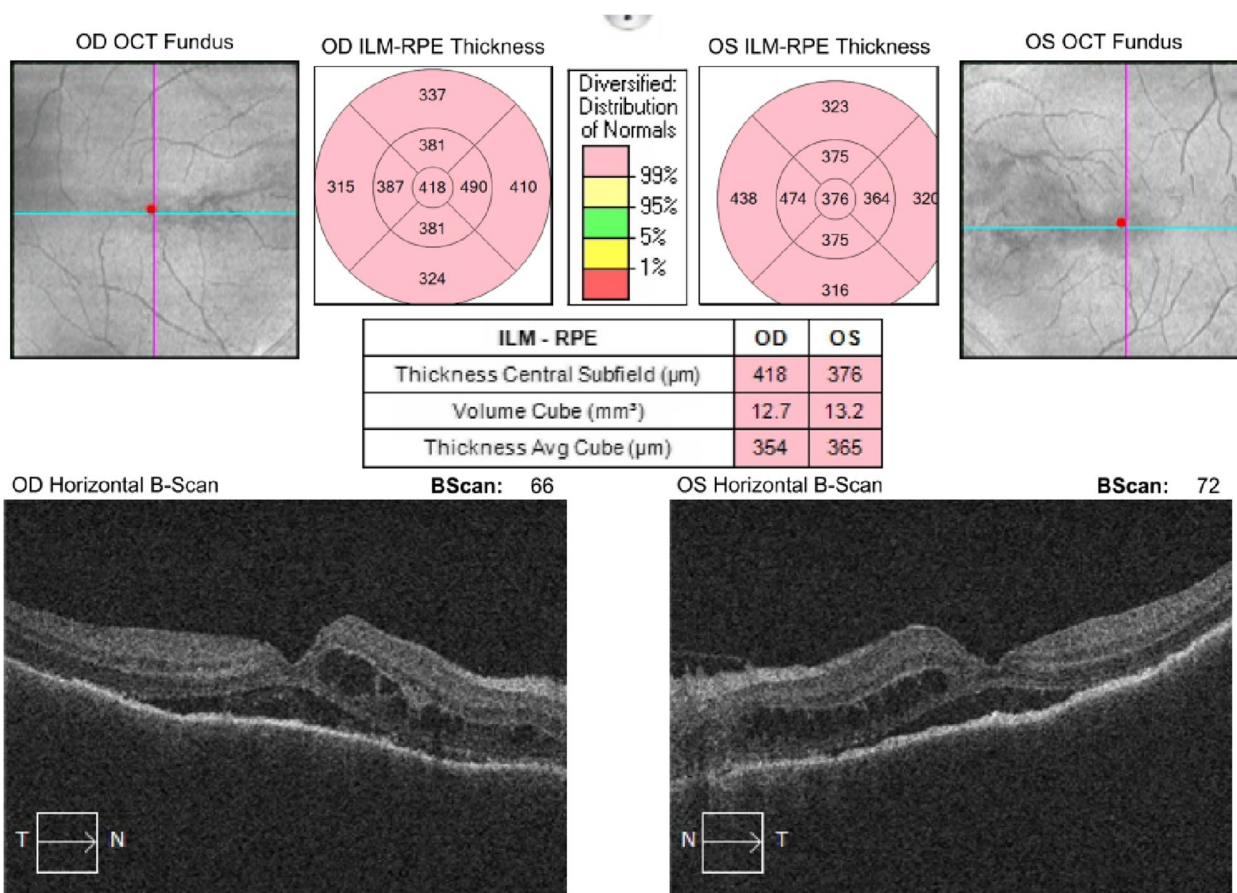 OD OCT Fundus
OD ILM-RPE Thickness
OS ILM-RPE Thickness
OS OCT Fundus
337
381
315 387 418 490 410
381
324
Diversified:
Distribution
of Normals
99%
95%
5%
1%
323
375
438 474 376 364 320
375
316
ILM - RPE OD OS
Thickness Central Subfield (µm) 418 376
Volume Cube (mm³) 12.7 13.2
Thickness Avg Cube (µm) 354 365
OD Horizontal B-Scan BScan: 66
OS Horizontal B-Scan BScan: 72
T N
N T